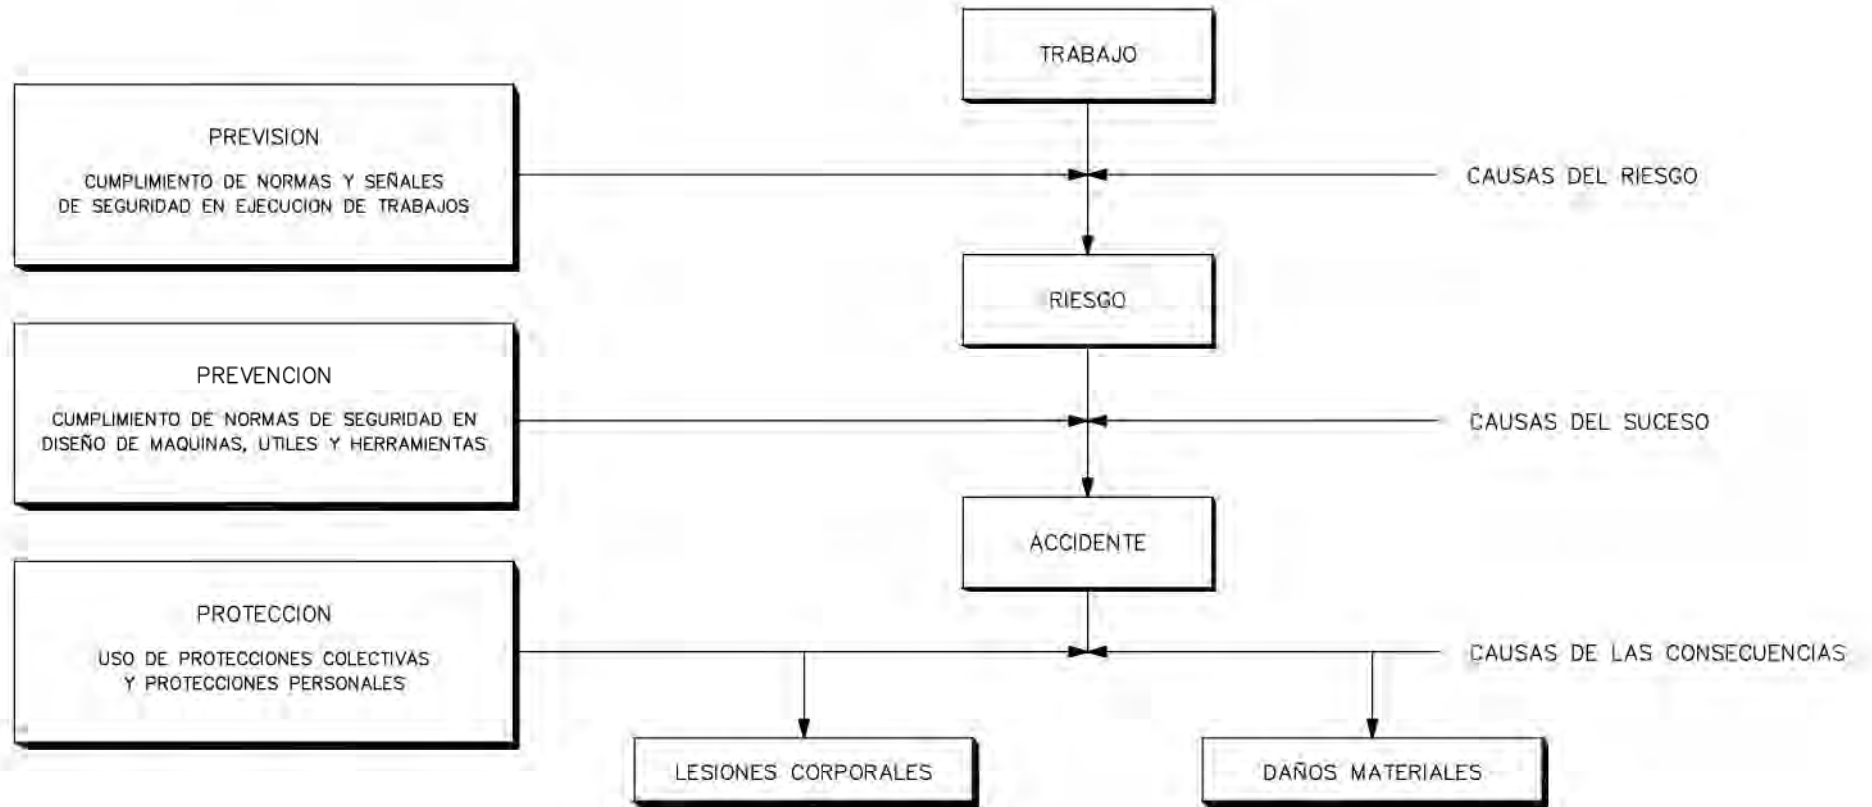 TRABAJO
PREVISION
CUMPLIMIENTO DE NORMAS Y SEÑALES
DE SEGURIDAD EN EJECUCION DE TRABAJOS
CAUSAS DEL RIESGO
RIESGO
PREVENCION
CUMPLIMIENTO DE NORMAS DE SEGURIDAD EN
DISEÑO DE MAQUINAS, UTILES Y HERRAMIENTAS
CAUSAS DEL SUCESO
ACCIDENTE
PROTECCION
USO DE PROTECCIONES COLECTIVAS
Y PROTECCIONES PERSONALES
CAUSAS DE LAS CONSECUENCIAS
LESIONES CORPORALES
DAÑOS MATERIALES